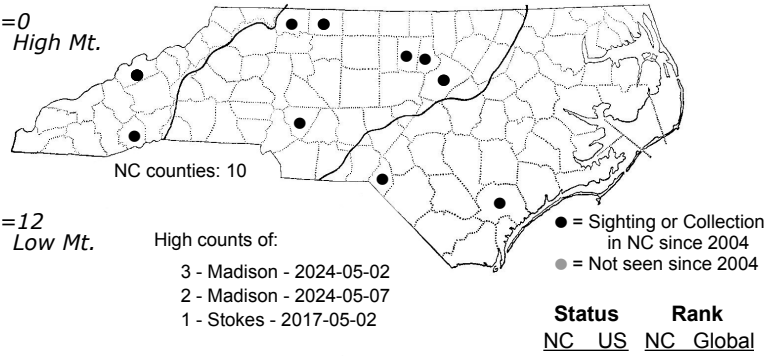 =0
High Mt.
NC counties: 10
=12
Low Mt.
High counts of:
3 - Madison - 2024-05-02
2 - Madison - 2024-05-07
1 - Stokes - 2017-05-02
● = Sighting or Collection
in NC since 2004
● = Not seen since 2004
Status Rank
NC US NC Global